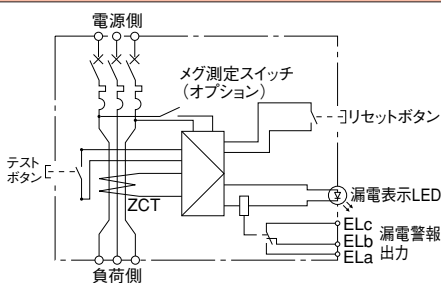 電源側
メグ測定スイッチ
（オプション）
リセットボタン
テスト
ボタン
ZCT
漏電表示LED
ELc
ELb
ELa
漏電警報
出力
負荷側